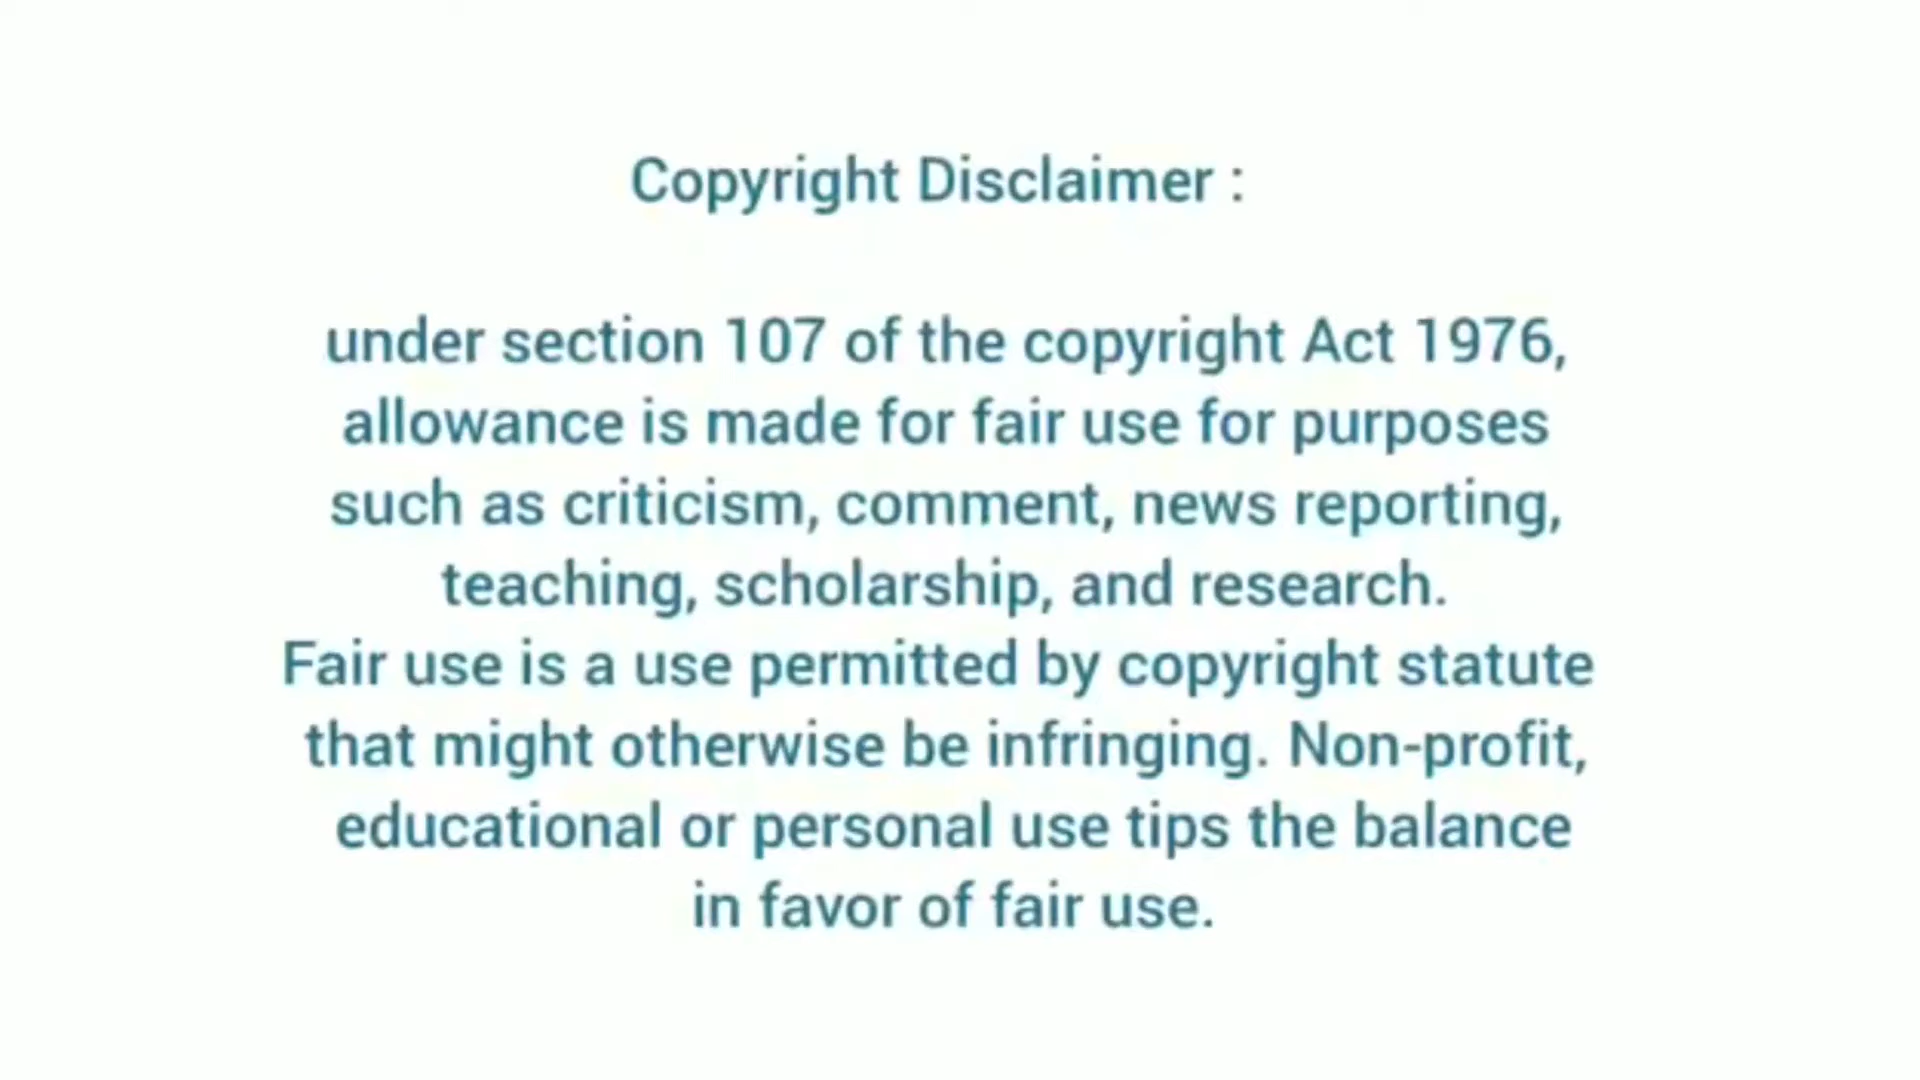 Copyright Disclaimer :
under section 107 of the copyright Act 1976,
allowance is made for fair use for purposes
such as criticism, comment, news reporting,
teaching, scholarship, and research.
Fair use is a use permitted by copyright statute
that might otherwise be infringing. Non-profit,
educational or personal use tips the balance
in favor of fair use.